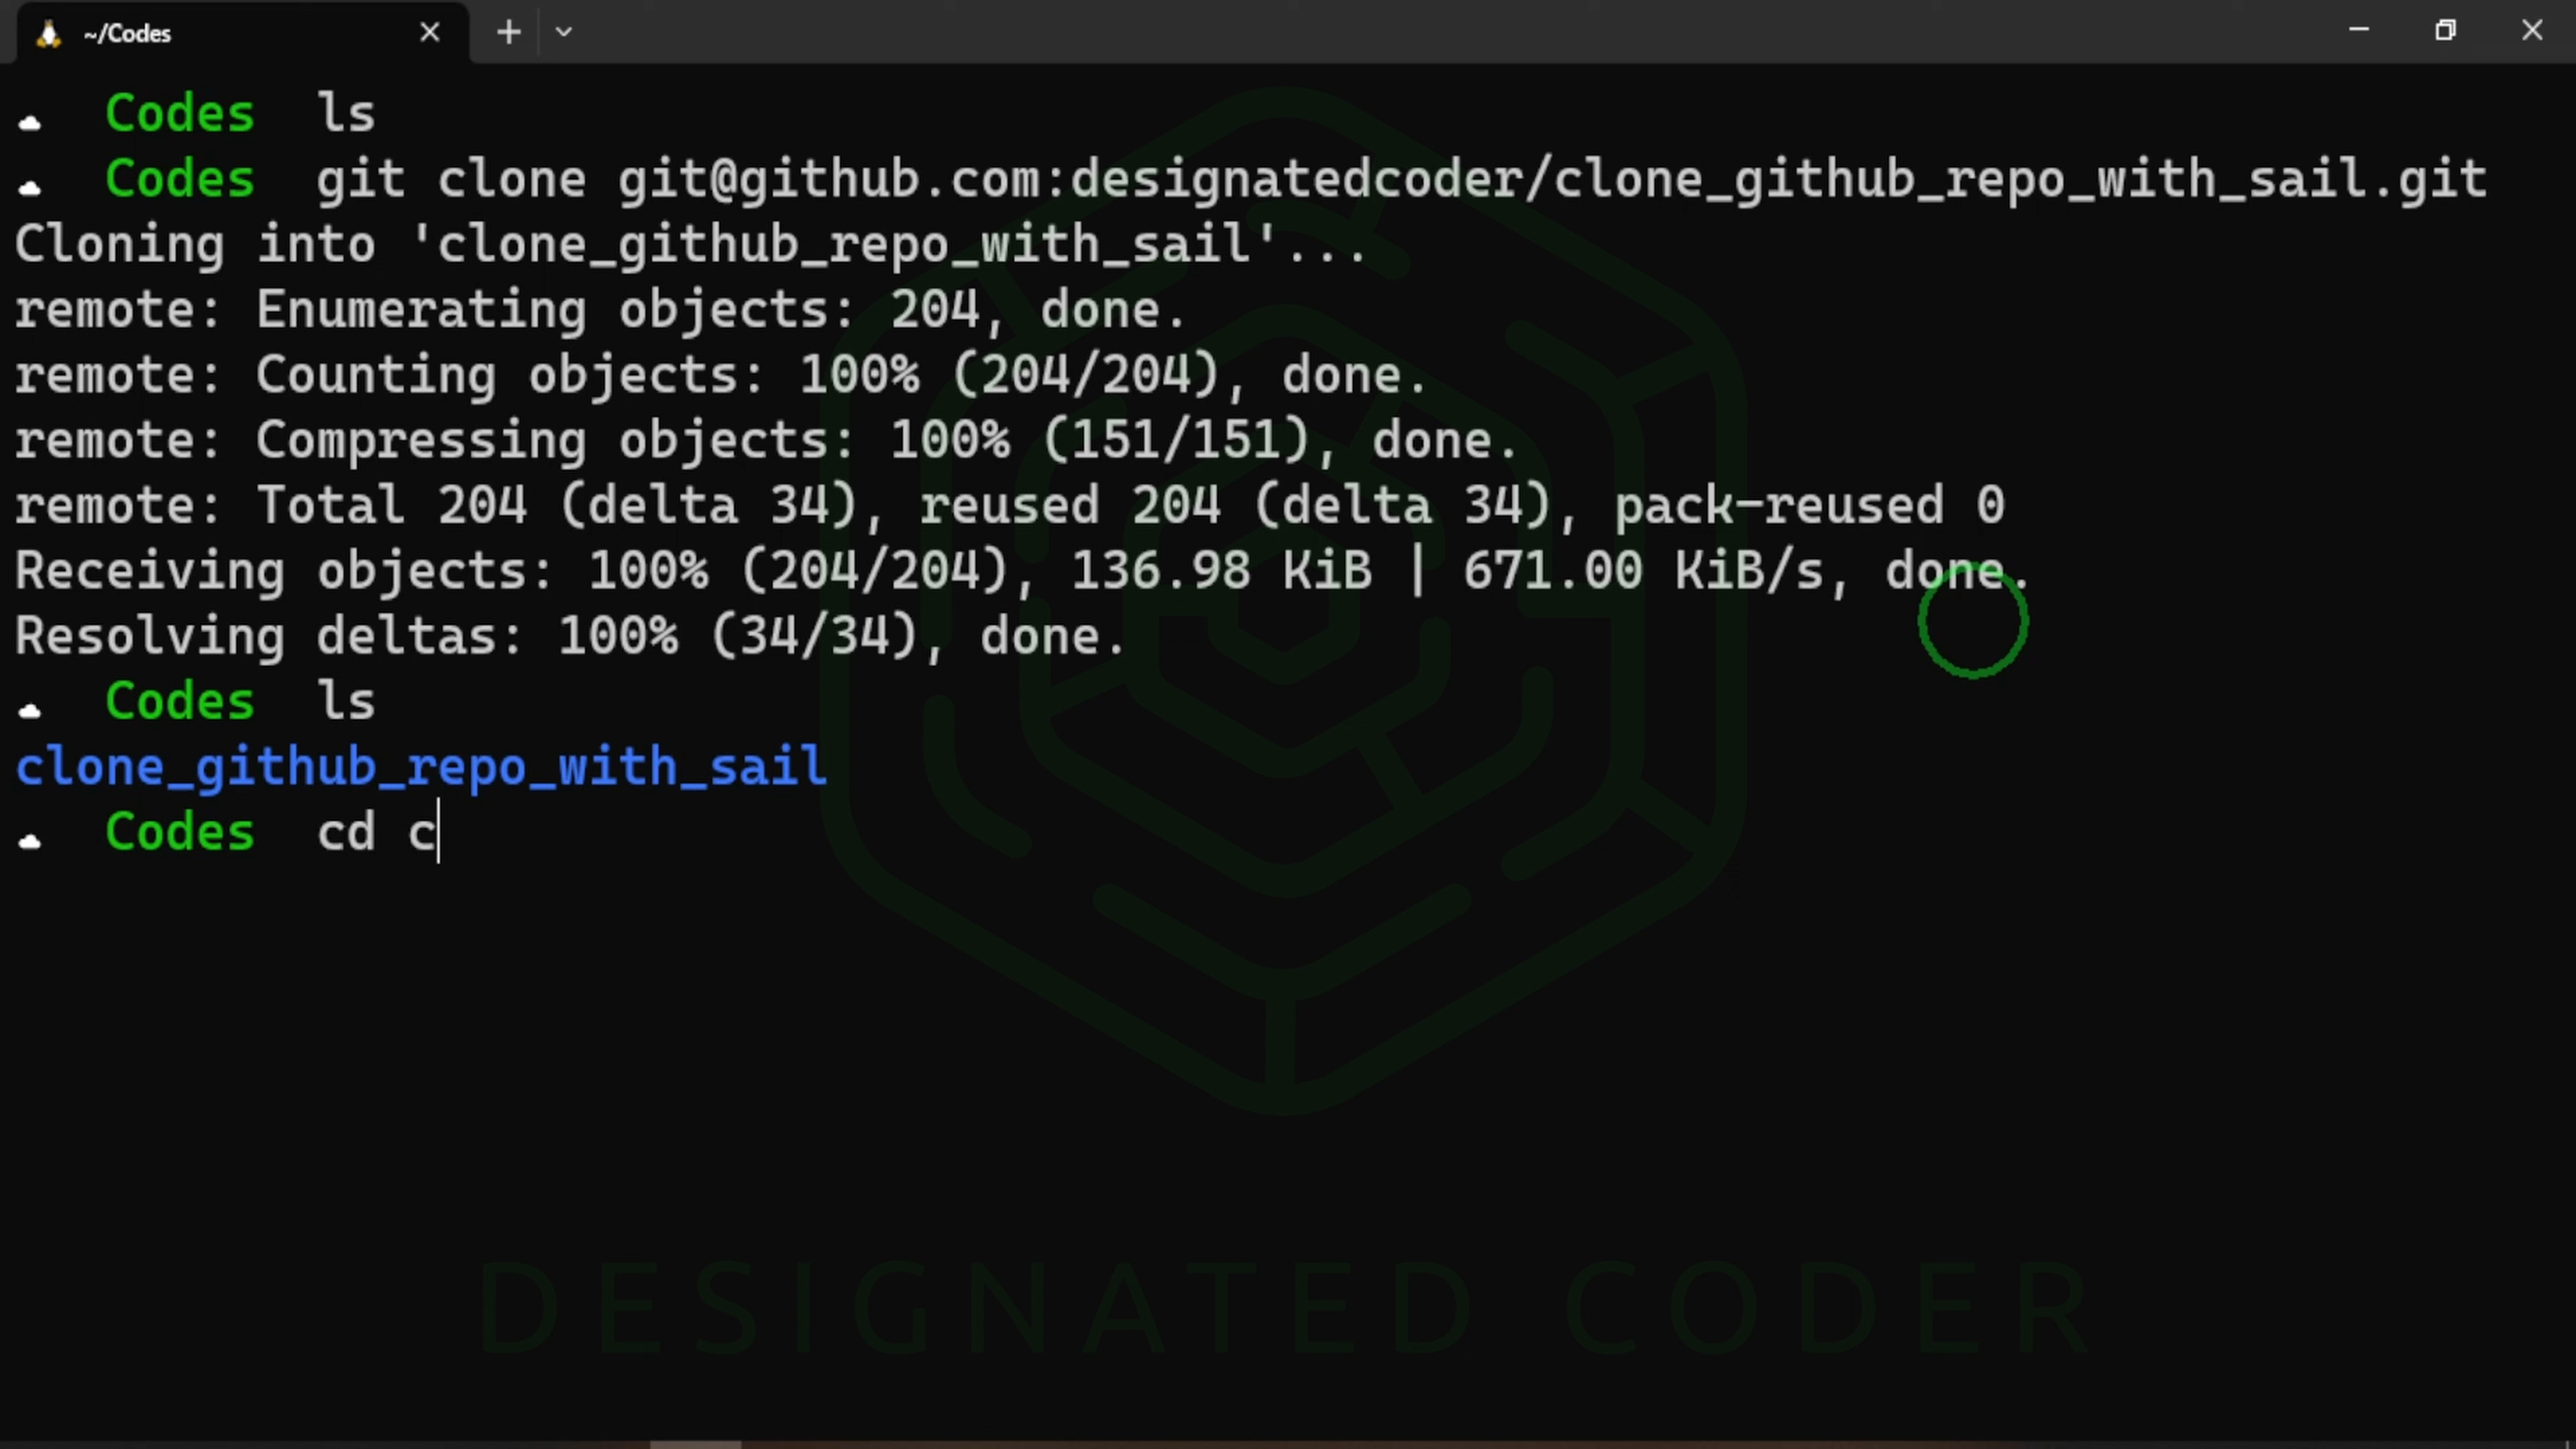 ~/Codes
Codes ls
Codes git clone git@github.com:designatedcoder/clone_github_repo_with_sail.git
Cloning into 'clone_github_repo_with_sail'...
remote: Enumerating objects: 204, done.
remote: Counting objects: 100% (204/204), done.
remote: Compressing objects: 100% (151/151), done.
remote: Total 204 (delta 34), reused 204 (delta 34), pack-reused 0
Receiving objects: 100% (204/204), 136.98 KiB | 671.00 KiB/s, done.
Resolving deltas: 100% (34/34), done.
Codes ls
clone_github_repo_with_sail
Codes cd c
DESIGNATED CODER